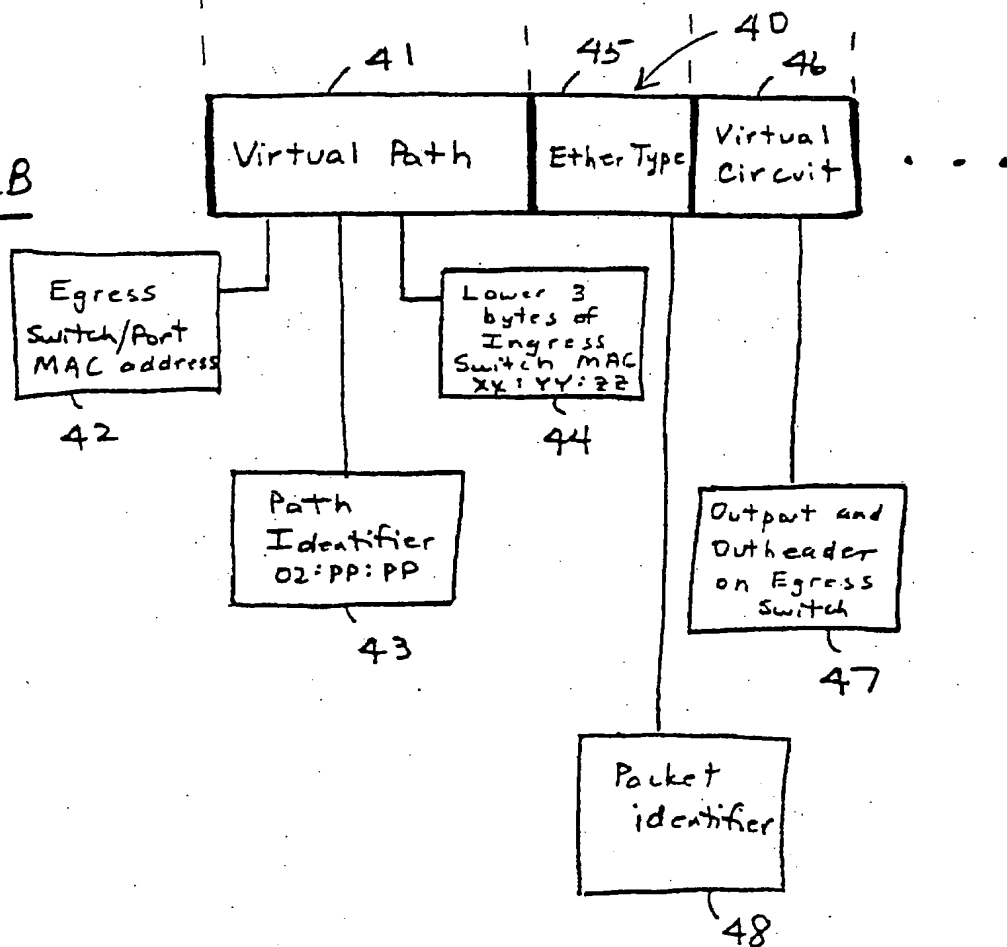 40
41
45
46
Virtual Path
EtherType
Virtual
Circuit
. . .
B
Egress
Switch/Port
MAC address
42
Lower 3
bytes of
Ingress
Switch MAC
XX:YY:ZZ
44
Path
Identifier
02:PP:PP
43
Outport and
Outheader
on Egress
Switch
47
Packet
identifier
48